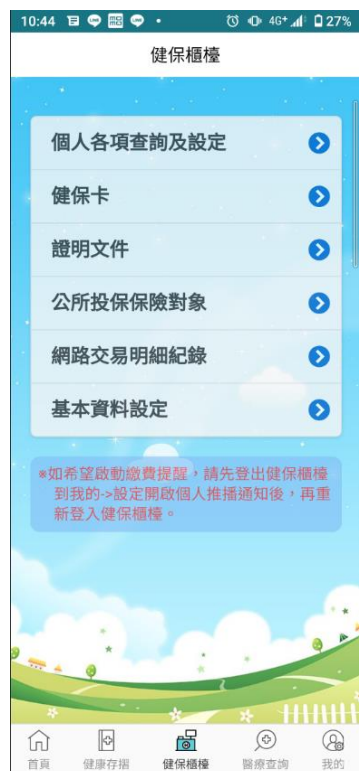 10:44 4G+ 27%
健保櫃檯
個人各項查詢及設定
健保卡
證明文件
公所投保保險對象
網路交易明細紀錄
基本資料設定
※如希望啟動繳費提醒，請先登出健保櫃檯
到我的->設定開啟個人推播通知後，再重
新登入健保櫃檯。
首頁 健康存摺 健保櫃檯 醫療查詢 我的